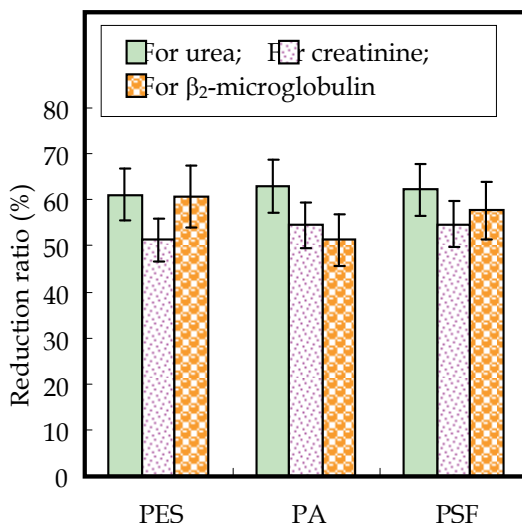 For urea; For creatinine;
For β₂-microglobulin
Reduction ratio (%)
80
70
60
50
40
30
20
10
0
PES PA PSF